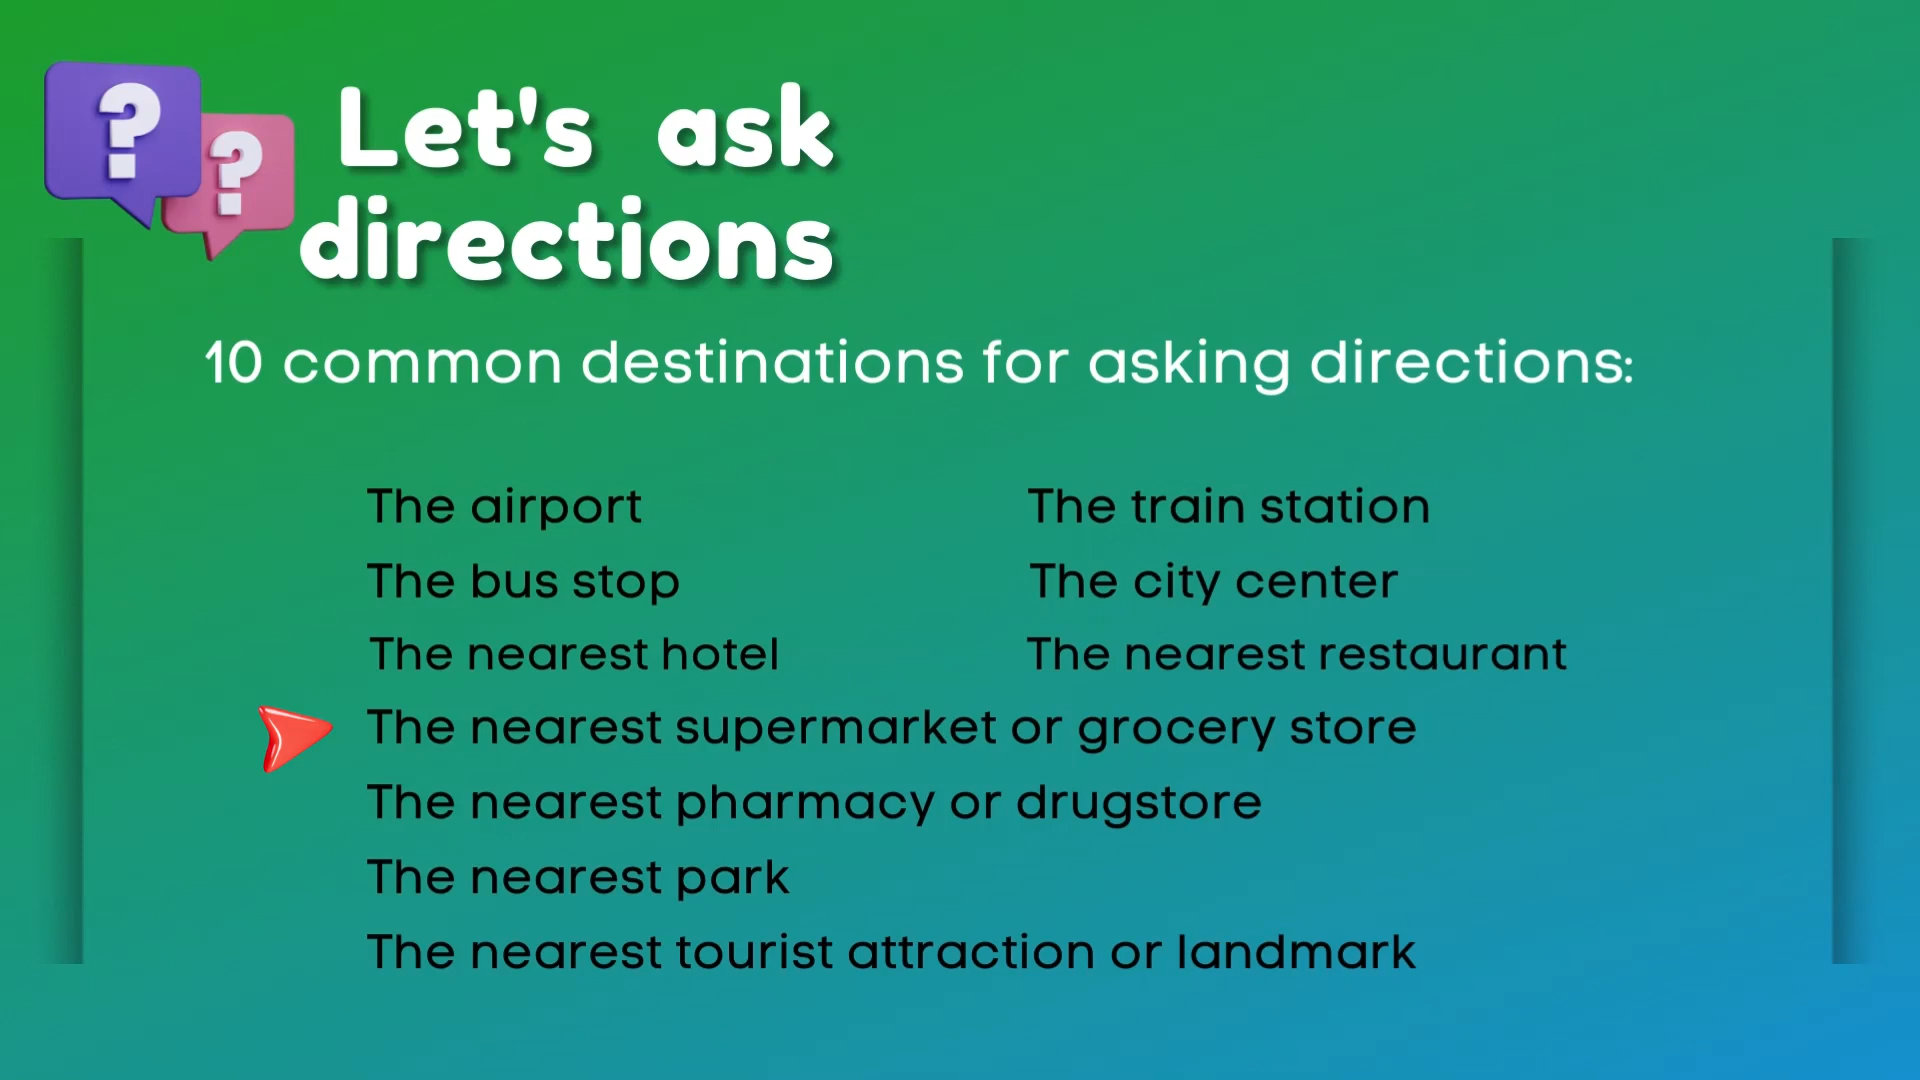 ? ?
Let's ask
directions
10 common destinations for asking directions:
The airport
The train station
The bus stop
The city center
The nearest hotel
The nearest restaurant
The nearest supermarket or grocery store
The nearest pharmacy or drugstore
The nearest park
The nearest tourist attraction or landmark